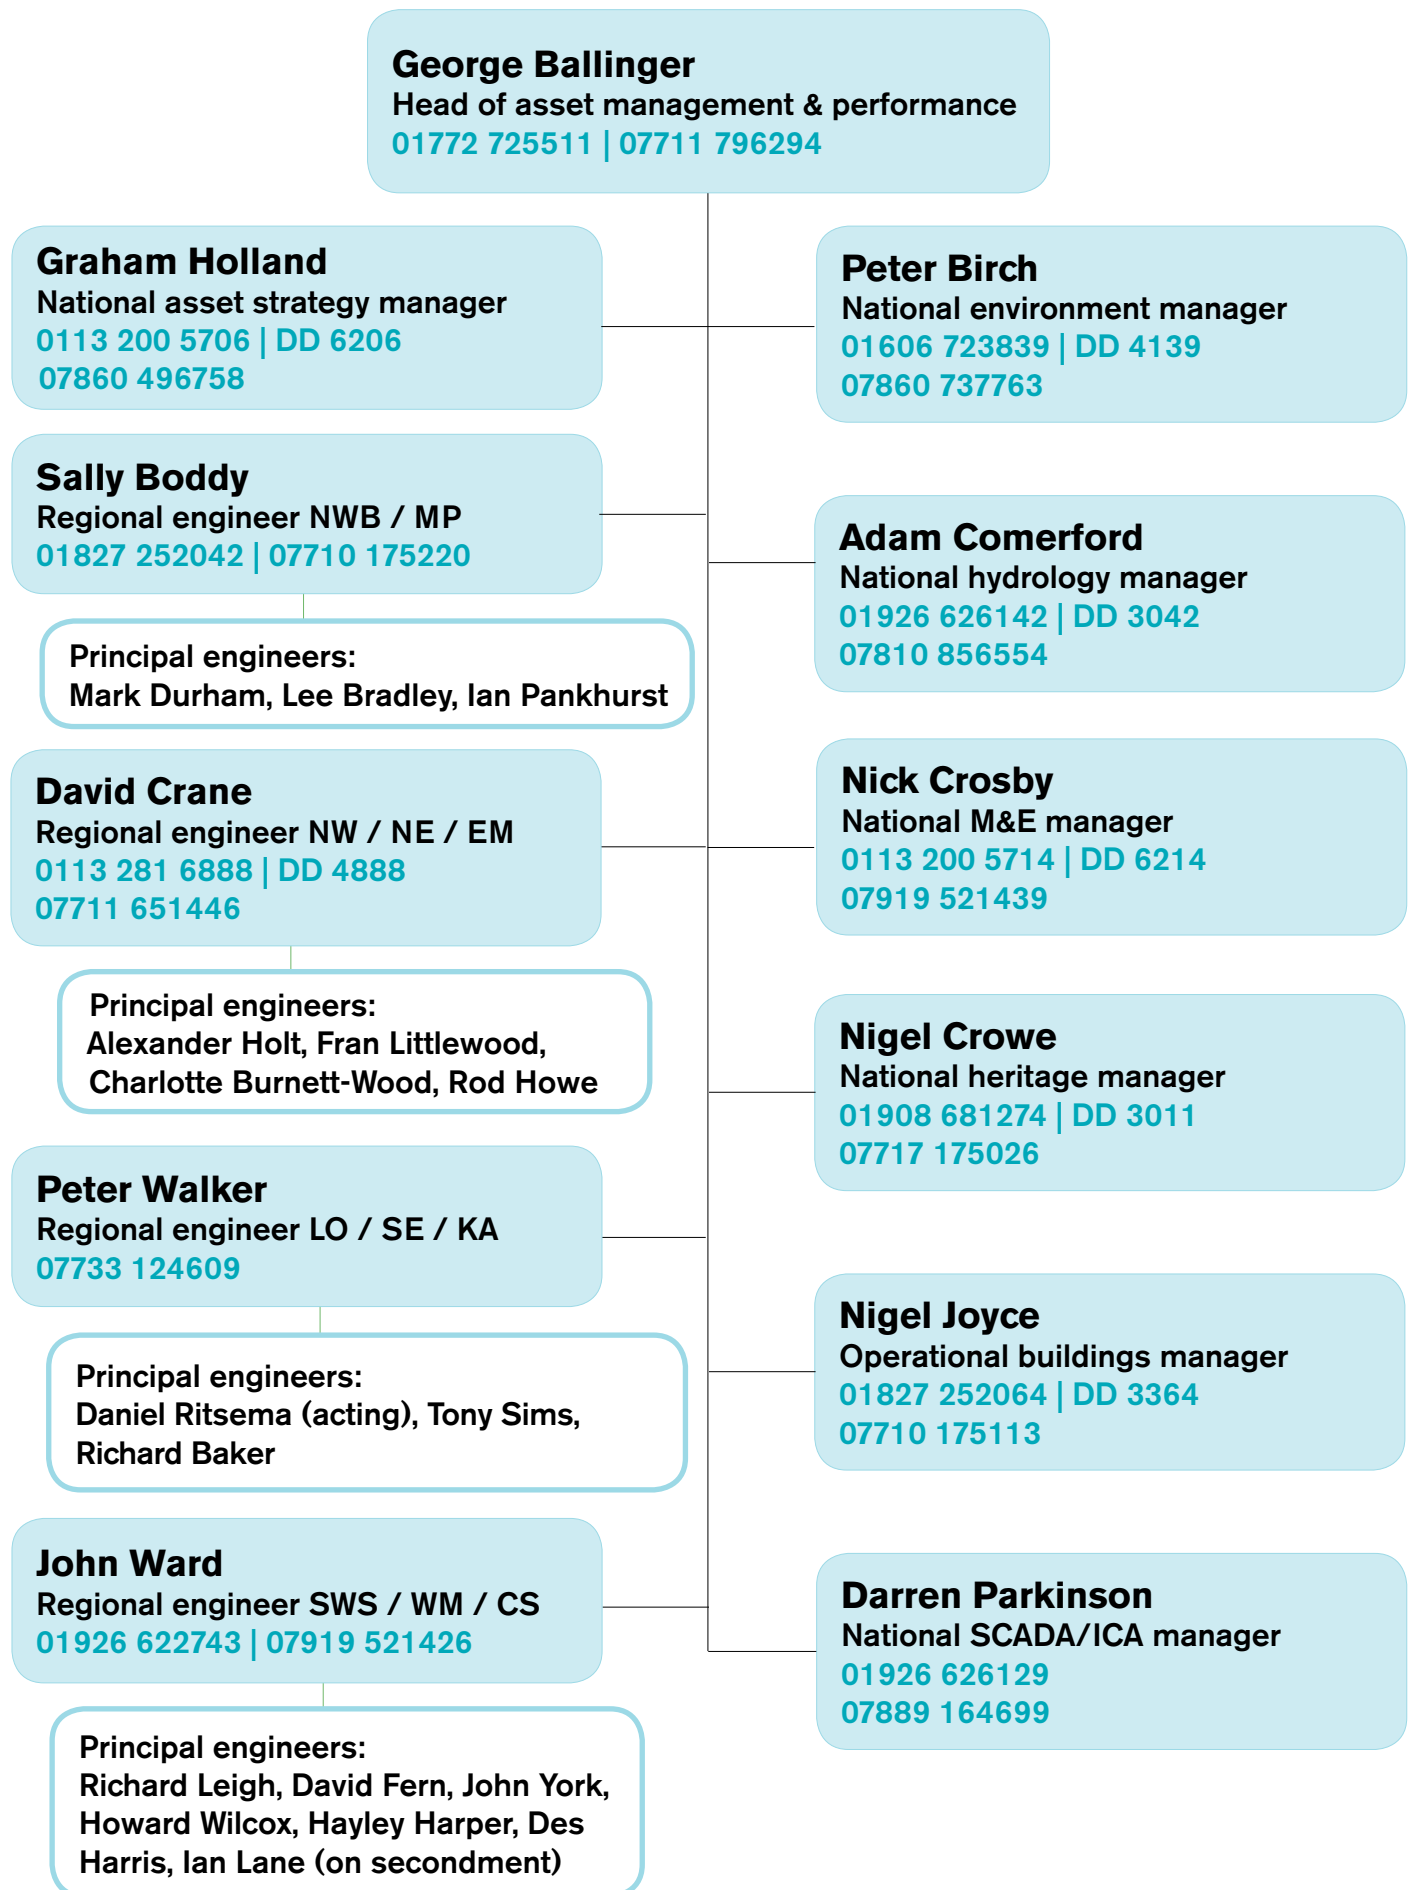 George Ballinger
Head of asset management & performance
01772 725511 | 07711 796294
Graham Holland
National asset strategy manager
0113 200 5706 | DD 6206
07860 496758
Sally Boddy
Regional engineer NWB / MP
01827 252042 | 07710 175220
Principal engineers:
Mark Durham, Lee Bradley, Ian Pankhurst
David Crane
Regional engineer NW / NE / EM
0113 281 6888 | DD 4888
07711 651446
Principal engineers:
Alexander Holt, Fran Littlewood,
Charlotte Burnett-Wood, Rod Howe
Peter Walker
Regional engineer LO / SE / KA
07733 124609
Principal engineers:
Daniel Ritsema (acting), Tony Sims,
Richard Baker
John Ward
Regional engineer SWS / WM / CS
01926 622743 | 07919 521426
Principal engineers:
Richard Leigh, David Fern, John York,
Howard Wilcox, Hayley Harper, Des
Harris, Ian Lane (on secondment)
Peter Birch
National environment manager
01606 723839 | DD 4139
07860 737763
Adam Comerford
National hydrology manager
01926 626142 | DD 3042
07810 856554
Nick Crosby
National M&E manager
0113 200 5714 | DD 6214
07919 521439
Nigel Crowe
National heritage manager
01908 681274 | DD 3011
07717 175026
Nigel Joyce
Operational buildings manager
01827 252064 | DD 3364
07710 175113
Darren Parkinson
National SCADA/ICA manager
01926 626129
07889 164699